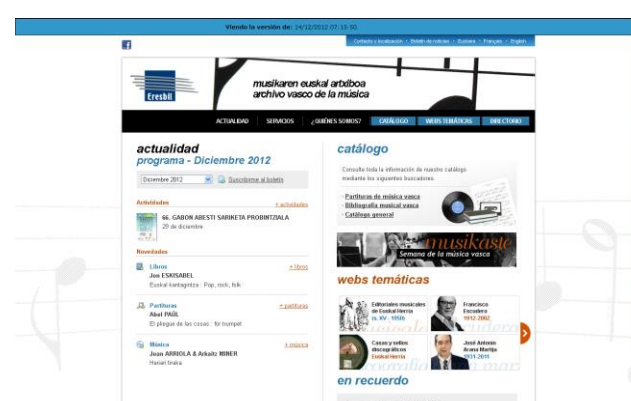 Viendo la versión de: 14/12/2012 07:15:50
Contacto y localización · Boletín de noticias · Euskara · Français · English
Eresbil
musikaren euskal artxiboa
archivo vasco de la música
ACTUALIDAD SERVICIOS ¿QUIÉNES SOMOS? CATÁLOGO WEBS TEMÁTICAS DIRECTORIO
actualidad
programa - Diciembre 2012
Diciembre 2012 Suscribirme al boletín
Actividades + actividades
66. GABON ABESTI SARIKETA PROBINTZIALA
29 de diciembre
Novedades
Libros + libros
Jon ESKISABEL
Euskal kantagintza : Pop, rock, folk
Partituras + partituras
Abel PAÚL
El pliegue de las cosas : for trumpet
Música + música
Joan ARRIOLA & Arkaitz MINER
Hurian tiraka
catálogo
Consulte toda la información de nuestro catálogo
mediante los siguientes buscadores
· Partituras de música vasca
· Bibliografía musical vasca
· Catálogo general
musikaste
Semana de la música vasca
webs temáticas
Editoriales musicales
de Euskal Herria
(s. XV - 1950)
Francisco
Escudero
1912-2002
Casas y sellos
discográficos
Euskal Herria
José Antonio
Arana Martija
1931-2011
en recuerdo